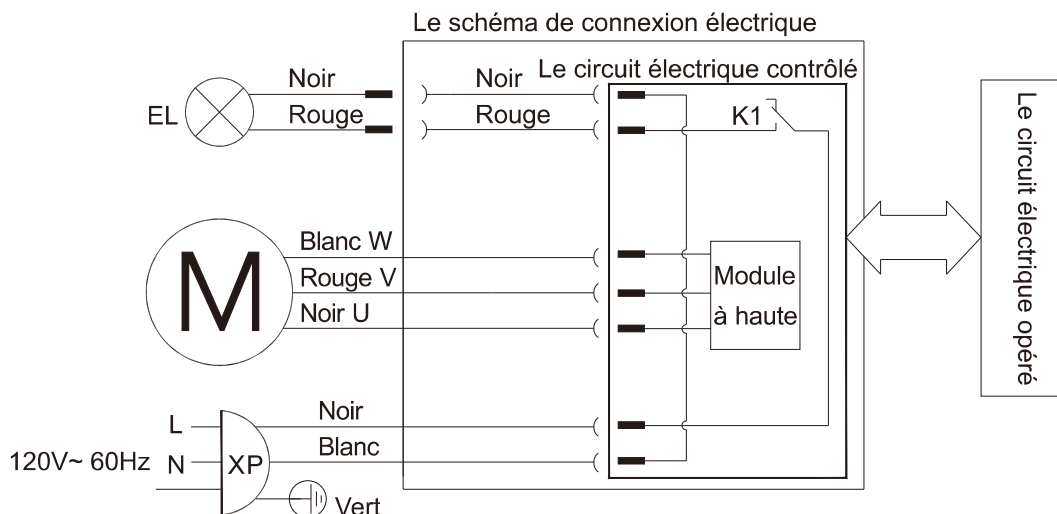 Le schéma de connexion électrique
Le circuit électrique contrôlé
Noir
Noir
EL
Rouge
Rouge
K1
Blanc W
Rouge V
Noir U
M
Module
à haute
Le circuit électrique opéré
L
Noir
120V~ 60Hz
N
XP
Blanc
Vert